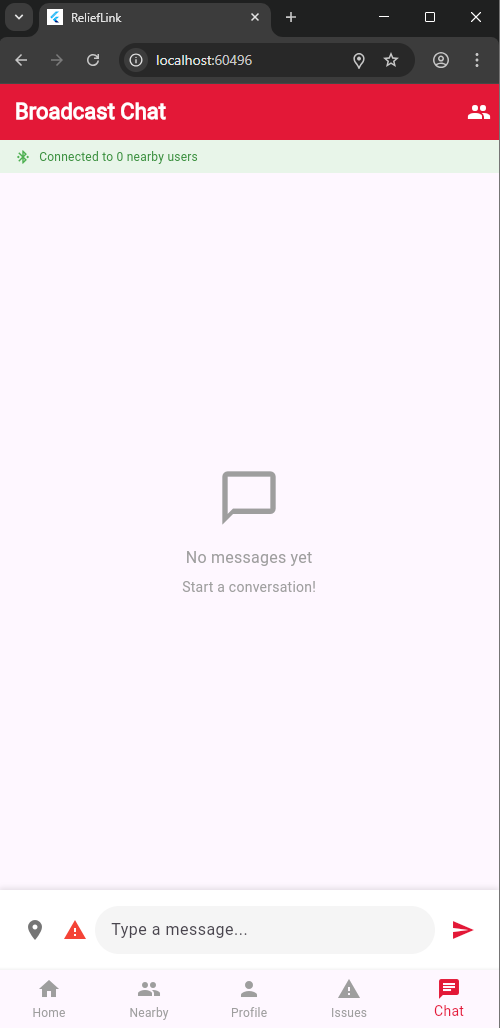 ReliefLink
localhost:60496
Broadcast Chat
Connected to 0 nearby users
No messages yet
Start a conversation!
Type a message...
Home Nearby Profile Issues Chat